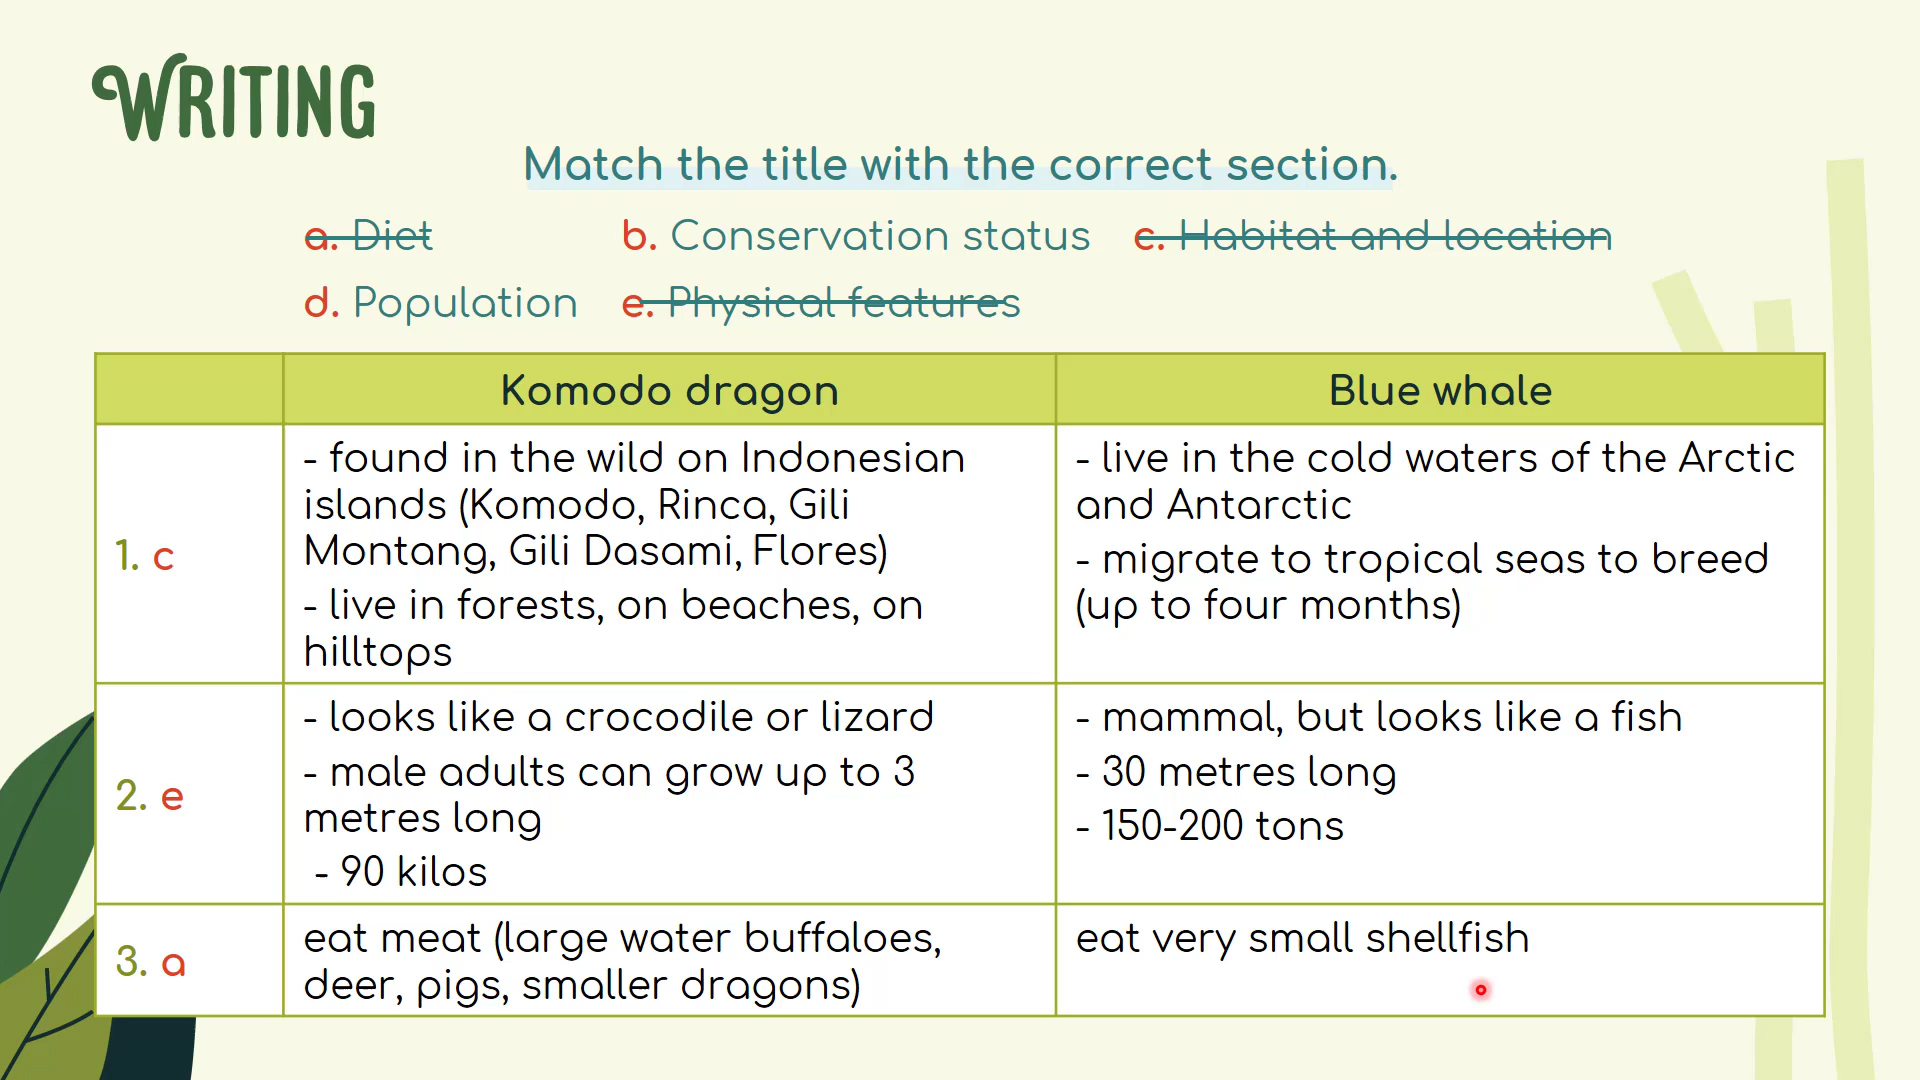 WRITING
Match the title with the correct section.
a. Diet b. Conservation status c. Habitat and location
d. Population e. Physical features
Komodo dragon Blue whale
1. c
- found in the wild on Indonesian
islands (Komodo, Rinca, Gili
Montang, Gili Dasami, Flores)
- live in forests, on beaches, on
hilltops
- live in the cold waters of the Arctic
and Antarctic
- migrate to tropical seas to breed
(up to four months)
2. e
- looks like a crocodile or lizard
- male adults can grow up to 3
metres long
- 90 kilos
- mammal, but looks like a fish
- 30 metres long
- 150-200 tons
3. a
eat meat (large water buffaloes,
deer, pigs, smaller dragons)
eat very small shellfish